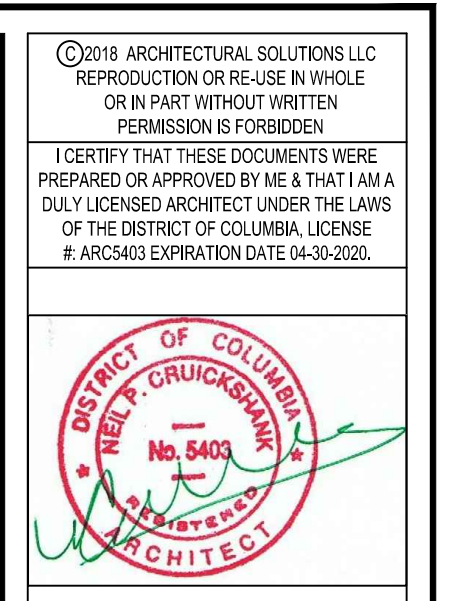 ©2018 ARCHITECTURAL SOLUTIONS LLC
REPRODUCTION OR RE-USE IN WHOLE
OR IN PART WITHOUT WRITTEN
PERMISSION IS FORBIDDEN
I CERTIFY THAT THESE DOCUMENTS WERE
PREPARED OR APPROVED BY ME & THAT I AM A
DULY LICENSED ARCHITECT UNDER THE LAWS
OF THE DISTRICT OF COLUMBIA, LICENSE
#: ARC5403 EXPIRATION DATE 04-30-2020.
DISTRICT OF COLUMBIA
NEIL P. CRUICKSHANK
No. 5403
REGISTERED
ARCHITECT